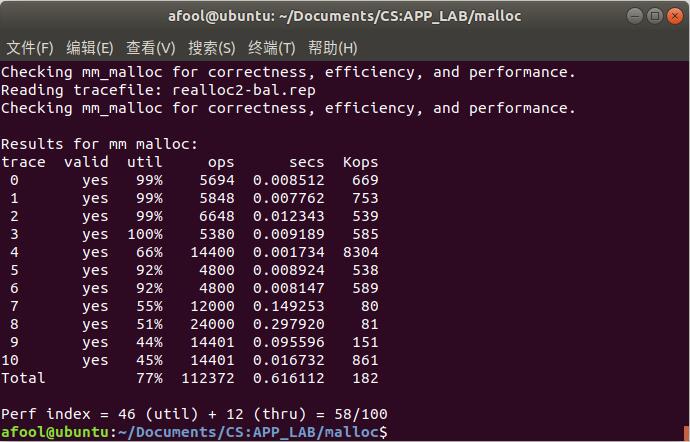 afool@ubuntu: ~/Documents/CS:APP_LAB/malloc
文件(F) 编辑(E) 查看(V) 搜索(S) 终端(T) 帮助(H)
Checking mm_malloc for correctness, efficiency, and performance.
Reading tracefile: realloc2-bal.rep
Checking mm_malloc for correctness, efficiency, and performance.
Results for mm malloc:
trace valid util ops secs Kops
0 yes 99% 5694 0.008512 669
1 yes 99% 5848 0.007762 753
2 yes 99% 6648 0.012343 539
3 yes 100% 5380 0.009189 585
4 yes 66% 14400 0.001734 8304
5 yes 92% 4800 0.008924 538
6 yes 92% 4800 0.008147 589
7 yes 55% 12000 0.149253 80
8 yes 51% 24000 0.297920 81
9 yes 44% 14401 0.095596 151
10 yes 45% 14401 0.016732 861
Total 77% 112372 0.616112 182
Perf index = 46 (util) + 12 (thru) = 58/100
afool@ubuntu:~/Documents/CS:APP_LAB/malloc$